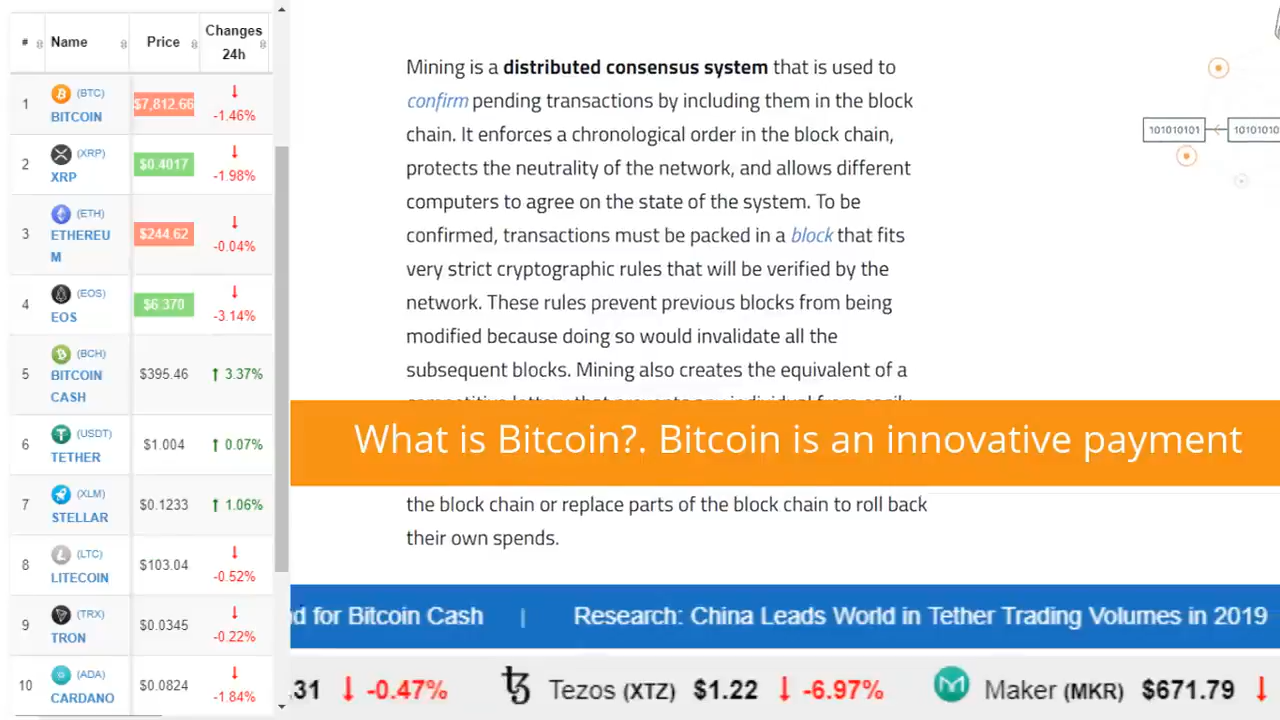 # Name Price Changes 24h
1 (BTC) BITCOIN $7,812.66 ↓ -1.46%
2 (XRP) XRP $0.4017 ↓ -1.98%
3 (ETH) ETHEREUM $244.62 ↓ -0.04%
4 (EOS) EOS $6.370 ↓ -3.14%
5 (BCH) BITCOIN CASH $395.46 ↑ 3.37%
6 (USDT) TETHER $1.004 ↑ 0.07%
7 (XLM) STELLAR $0.1233 ↑ 1.06%
8 (LTC) LITECOIN $103.04 ↓ -0.52%
9 (TRX) TRON $0.0345 ↓ -0.22%
10 (ADA) CARDANO $0.0824 ↓ -1.84%
Mining is a distributed consensus system that is used to
confirm pending transactions by including them in the block
chain. It enforces a chronological order in the block chain,
protects the neutrality of the network, and allows different
computers to agree on the state of the system. To be
confirmed, transactions must be packed in a block that fits
very strict cryptographic rules that will be verified by the
network. These rules prevent previous blocks from being
modified because doing so would invalidate all the
subsequent blocks. Mining also creates the equivalent of a
What is Bitcoin?. Bitcoin is an innovative payment
the block chain or replace parts of the block chain to roll back
their own spends.
101010101 1010101
d for Bitcoin Cash | Research: China Leads World in Tether Trading Volumes in 2019
.31 ↓ -0.47% Tezos (XTZ) $1.22 ↓ -6.97% Maker (MKR) $671.79 ↓